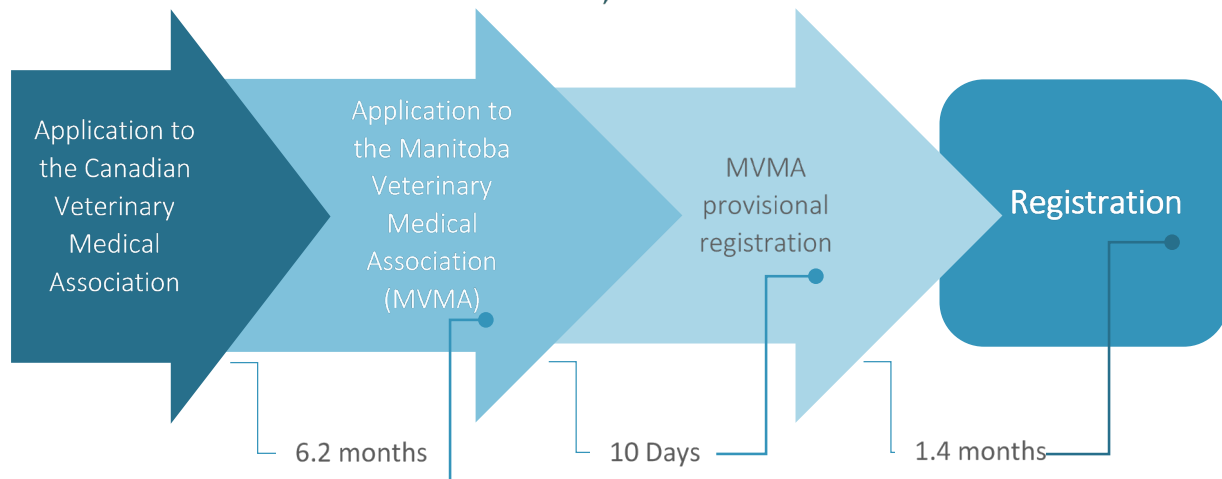 Application to
the Canadian
Veterinary
Medical
Association
Application to
the Manitoba
Veterinary
Medical
Association
(MVMA)
MVMA
provisional
registration
Registration
6.2 months
10 Days
1.4 months